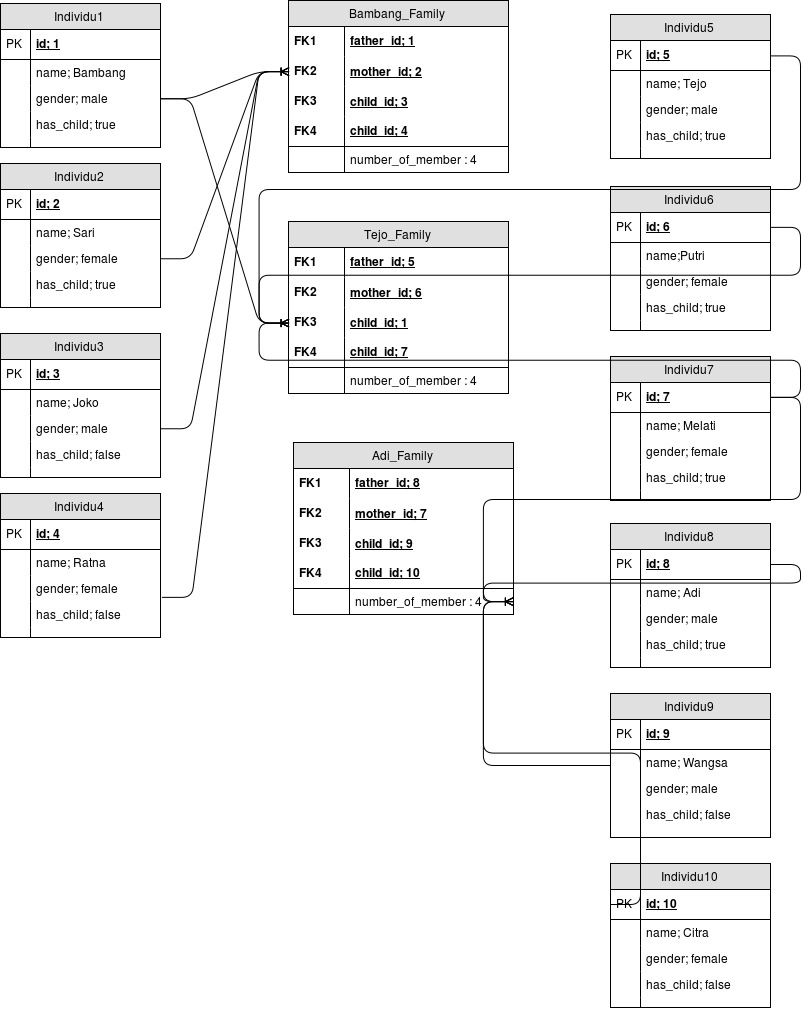 Individu1
PK id; 1
name; Bambang
gender; male
has_child; true
Individu2
PK id; 2
name; Sari
gender; female
has_child; true
Individu3
PK id; 3
name; Joko
gender; male
has_child; false
Individu4
PK id; 4
name; Ratna
gender; female
has_child; false
Bambang_Family
FK1 father_id; 1
FK2 mother_id; 2
FK3 child_id; 3
FK4 child_id; 4
number_of_member : 4
Tejo_Family
FK1 father_id; 5
FK2 mother_id; 6
FK3 child_id; 1
FK4 child_id; 7
number_of_member : 4
Adi_Family
FK1 father_id; 8
FK2 mother_id; 7
FK3 child_id; 9
FK4 child_id; 10
number_of_member : 4
Individu5
PK id; 5
name; Tejo
gender; male
has_child; true
Individu6
PK id; 6
name;Putri
gender; female
has_child; true
Individu7
PK id; 7
name; Melati
gender; female
has_child; true
Individu8
PK id; 8
name; Adi
gender; male
has_child; true
Individu9
PK id; 9
name; Wangsa
gender; male
has_child; false
Individu10
PK id; 10
name; Citra
gender; female
has_child; false